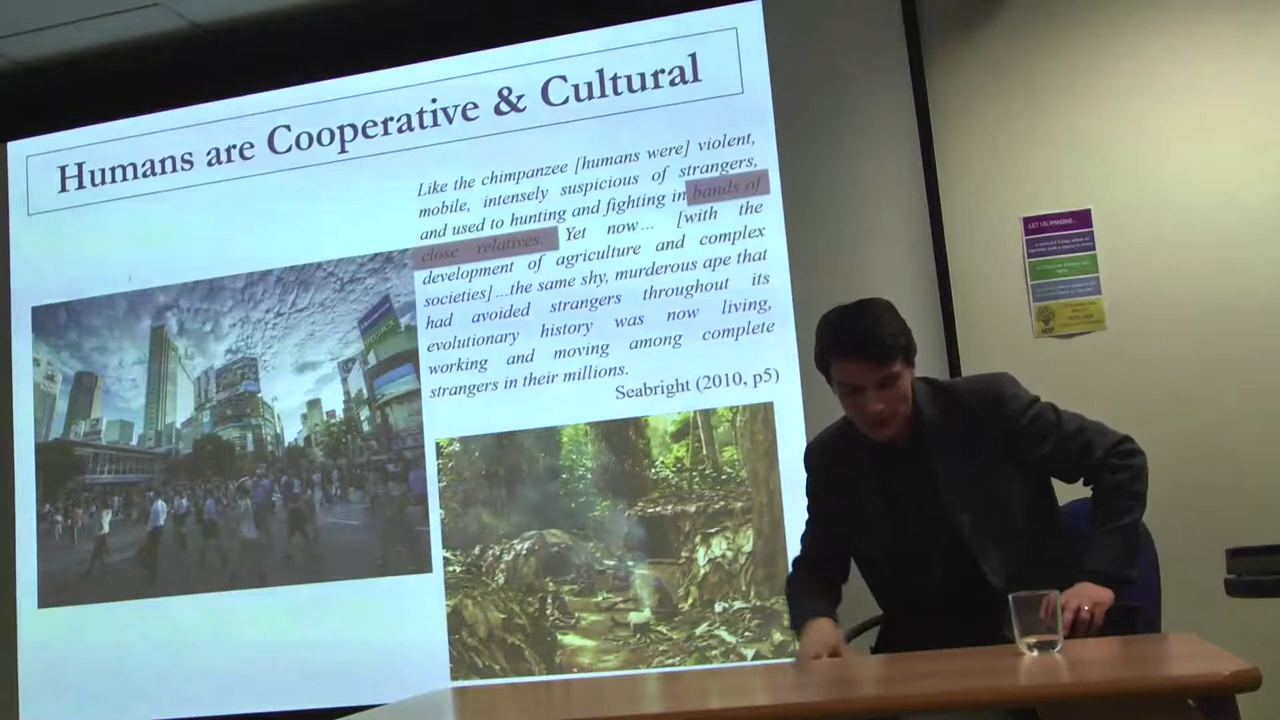 Humans are Cooperative & Cultural
Like the chimpanzee [humans were] violent,
mobile, intensely suspicious of strangers,
and used to hunting and fighting in bands of
close relatives. Yet now… [with the
development of agriculture and complex
societies]…the same shy, murderous ape that
had avoided strangers throughout its
evolutionary history was now living,
working and moving among complete
strangers in their millions.
Seabright (2010, p5)
LET US IMAGINE...